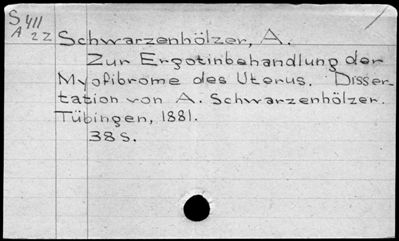 S 411
A 22
Schwarzenhölzer, A.
Zur Ergotinbehandlung der
Myofibrome des Uterus. Disser-
tation von A. Schwarzenhölzer.
Tübingen, 1881.
38 S.